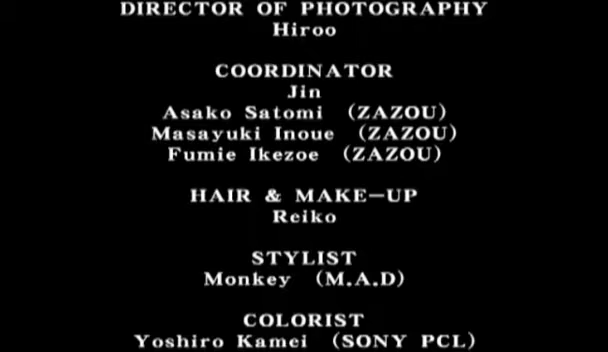 DIRECTOR OF PHOTOGRAPHY
Hiroo
COORDINATOR
Jin
Asako Satomi (ZAZOU)
Masayuki Inoue (ZAZOU)
Fumie Ikezoe (ZAZOU)
HAIR & MAKE-UP
Reiko
STYLIST
Monkey (M.A.D)
COLORIST
Yoshiro Kamei (SONY PCL)